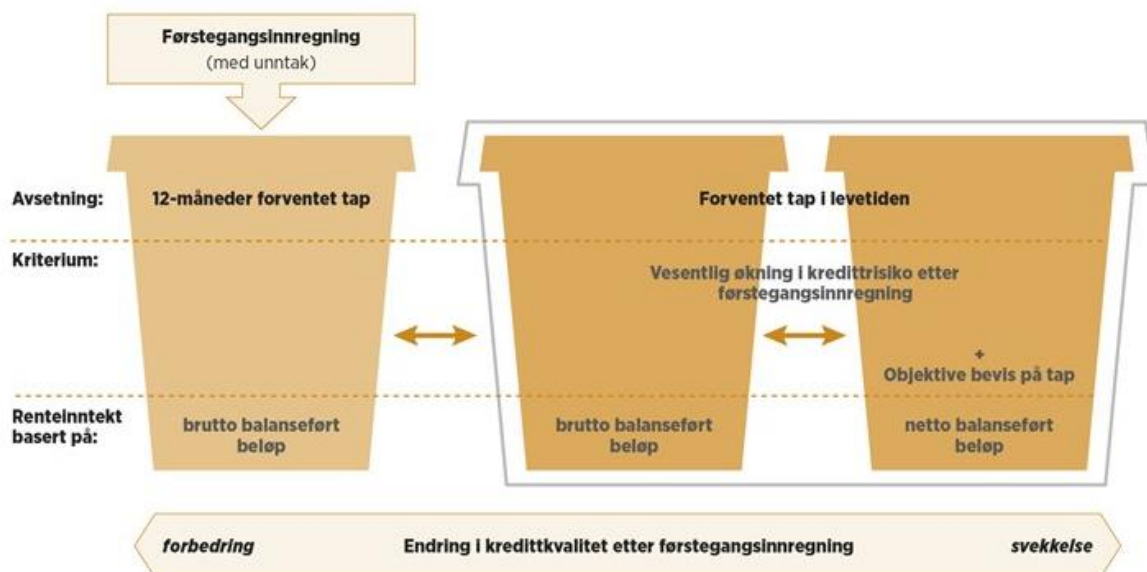 Førstegangsinnregning
(med unntak)
Avsetning:
12-måneder forventet tap
Forventet tap i levetiden
Kriterium:
Vesentlig økning i kredittrisiko etter
førstegangsinnregning
+
Objektive bevis på tap
Renteinntekt
basert på:
brutto balanseført
beløp
brutto balanseført
beløp
netto balanseført
beløp
forbedring
Endring i kredittkvalitet etter førstegangsinnregning
svekkelse